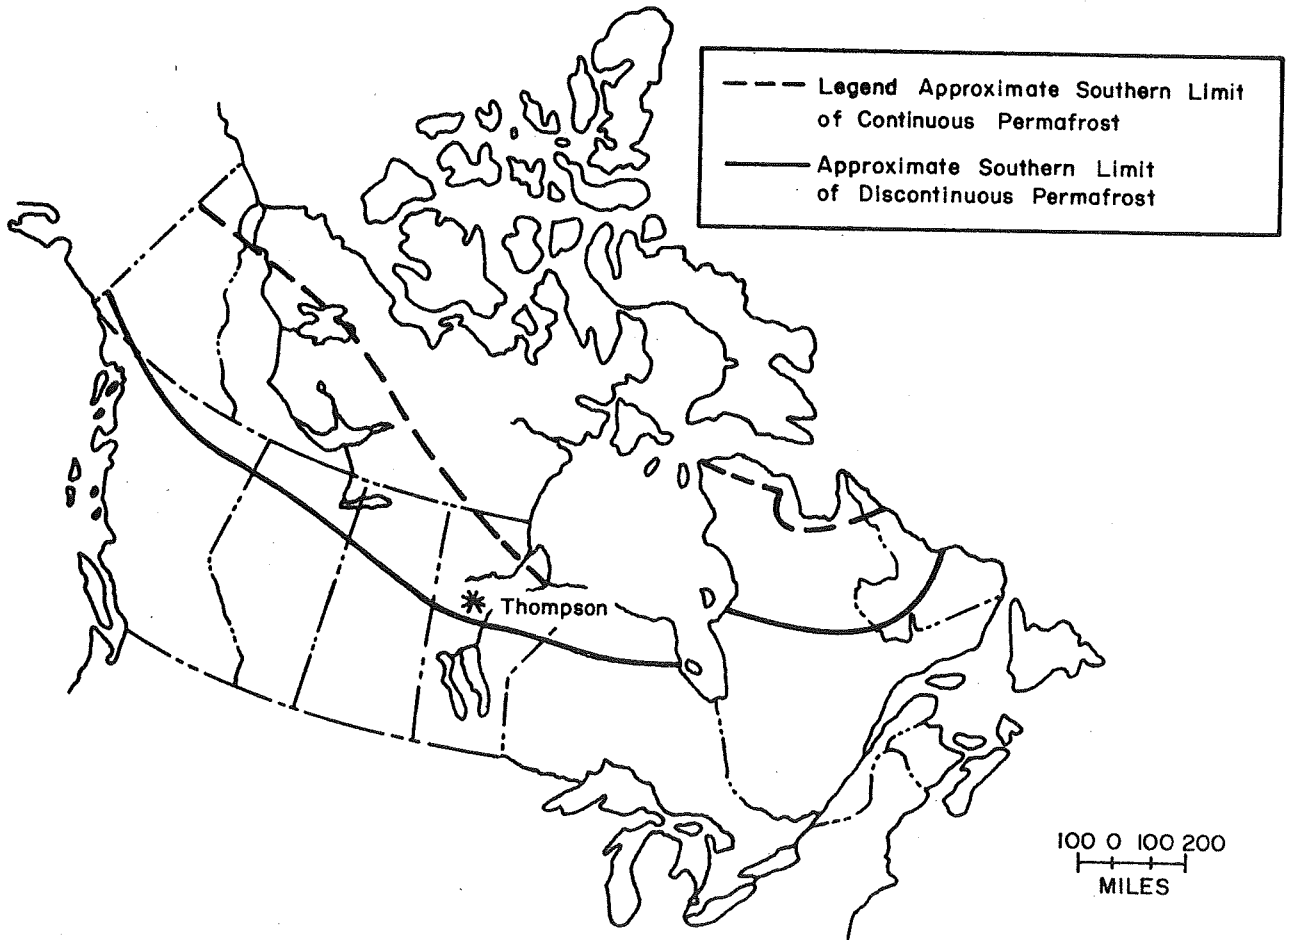 Legend Approximate Southern Limit
of Continuous Permafrost
Approximate Southern Limit
of Discontinuous Permafrost
Thompson
100 0 100 200
MILES